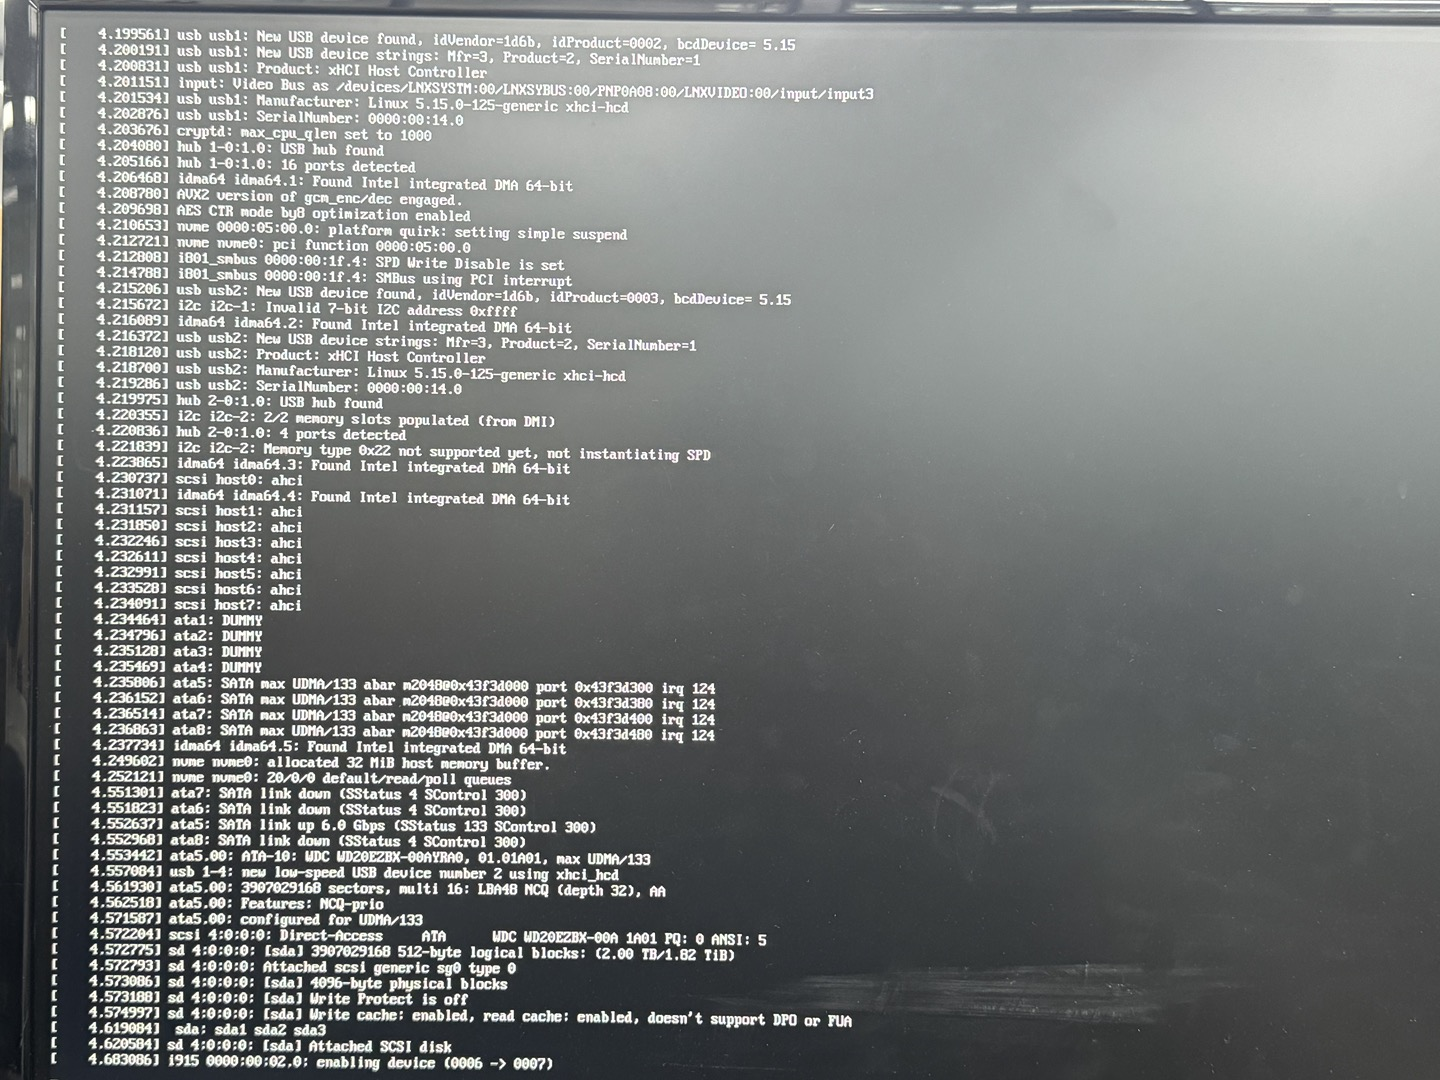 [    4.199561] usb usb1: New USB device found, idVendor=1d6b, idProduct=0002, bcdDevice= 5.15
[    4.200191] usb usb1: New USB device strings: Mfr=3, Product=2, SerialNumber=1
[    4.200831] usb usb1: Product: xHCI Host Controller
[    4.201151] input: Video Bus as /devices/LNXSYSTM:00/LNXSYBUS:00/PNP0A08:00/LNXVIDEO:00/input/input3
[    4.201534] usb usb1: Manufacturer: Linux 5.15.0-125-generic xhci-hcd
[    4.202876] usb usb1: SerialNumber: 0000:00:14.0
[    4.203676] cryptd: max_cpu_qlen set to 1000
[    4.204080] hub 1-0:1.0: USB hub found
[    4.205166] hub 1-0:1.0: 16 ports detected
[    4.206468] idma64 idma64.1: Found Intel integrated DMA 64-bit
[    4.208780] AVX2 version of gcm_enc/dec engaged.
[    4.209698] AES CTR mode by8 optimization enabled
[    4.210653] nvme 0000:05:00.0: platform quirk: setting simple suspend
[    4.212721] nvme nvme0: pci function 0000:05:00.0
[    4.212808] i801_smbus 0000:00:1f.4: SPD Write Disable is set
[    4.214788] i801_smbus 0000:00:1f.4: SMBus using PCI interrupt
[    4.215206] usb usb2: New USB device found, idVendor=1d6b, idProduct=0003, bcdDevice= 5.15
[    4.215672] i2c i2c-1: Invalid 7-bit I2C address 0xffff
[    4.216089] idma64 idma64.2: Found Intel integrated DMA 64-bit
[    4.216372] usb usb2: New USB device strings: Mfr=3, Product=2, SerialNumber=1
[    4.218120] usb usb2: Product: xHCI Host Controller
[    4.218700] usb usb2: Manufacturer: Linux 5.15.0-125-generic xhci-hcd
[    4.219286] usb usb2: SerialNumber: 0000:00:14.0
[    4.219975] hub 2-0:1.0: USB hub found
[    4.220355] i2c i2c-2: 2/2 memory slots populated (from DMI)
[    4.220836] hub 2-0:1.0: 4 ports detected
[    4.221839] i2c i2c-2: Memory type 0x22 not supported yet, not instantiating SPD
[    4.223865] idma64 idma64.3: Found Intel integrated DMA 64-bit
[    4.230737] scsi host0: ahci
[    4.231071] idma64 idma64.4: Found Intel integrated DMA 64-bit
[    4.231157] scsi host1: ahci
[    4.231850] scsi host2: ahci
[    4.232246] scsi host3: ahci
[    4.232611] scsi host4: ahci
[    4.232991] scsi host5: ahci
[    4.233528] scsi host6: ahci
[    4.234091] scsi host7: ahci
[    4.234464] ata1: DUMMY
[    4.234796] ata2: DUMMY
[    4.235128] ata3: DUMMY
[    4.235469] ata4: DUMMY
[    4.235806] ata5: SATA max UDMA/133 abar m2048@0x43f3d000 port 0x43f3d300 irq 124
[    4.236152] ata6: SATA max UDMA/133 abar m2048@0x43f3d000 port 0x43f3d380 irq 124
[    4.236514] ata7: SATA max UDMA/133 abar m2048@0x43f3d000 port 0x43f3d400 irq 124
[    4.236863] ata8: SATA max UDMA/133 abar m2048@0x43f3d000 port 0x43f3d480 irq 124
[    4.237734] idma64 idma64.5: Found Intel integrated DMA 64-bit
[    4.249602] nvme nvme0: allocated 32 MiB host memory buffer.
[    4.252121] nvme nvme0: 20/0/0 default/read/poll queues
[    4.551301] ata7: SATA link down (SStatus 4 SControl 300)
[    4.551823] ata6: SATA link down (SStatus 4 SControl 300)
[    4.552637] ata5: SATA link up 6.0 Gbps (SStatus 133 SControl 300)
[    4.552968] ata8: SATA link down (SStatus 4 SControl 300)
[    4.553442] ata5.00: ATA-10: WDC WD20EZBX-00AYRA0, 01.01A01, max UDMA/133
[    4.557084] usb 1-4: new low-speed USB device number 2 using xhci_hcd
[    4.561930] ata5.00: 3907029168 sectors, multi 16: LBA48 NCQ (depth 32), AA
[    4.562518] ata5.00: Features: NCQ-prio
[    4.571587] ata5.00: configured for UDMA/133
[    4.572204] scsi 4:0:0:0: Direct-Access     ATA      WDC WD20EZBX-00A 1A01 PQ: 0 ANSI: 5
[    4.572775] sd 4:0:0:0: [sda] 3907029168 512-byte logical blocks: (2.00 TB/1.82 TiB)
[    4.572793] sd 4:0:0:0: Attached scsi generic sg0 type 0
[    4.573086] sd 4:0:0:0: [sda] 4096-byte physical blocks
[    4.573188] sd 4:0:0:0: [sda] Write Protect is off
[    4.574997] sd 4:0:0:0: [sda] Write cache: enabled, read cache: enabled, doesn't support DPO or FUA
[    4.619084]  sda: sda1 sda2 sda3
[    4.620584] sd 4:0:0:0: [sda] Attached SCSI disk
[    4.683086] i915 0000:00:02.0: enabling device (0006 -> 0007)